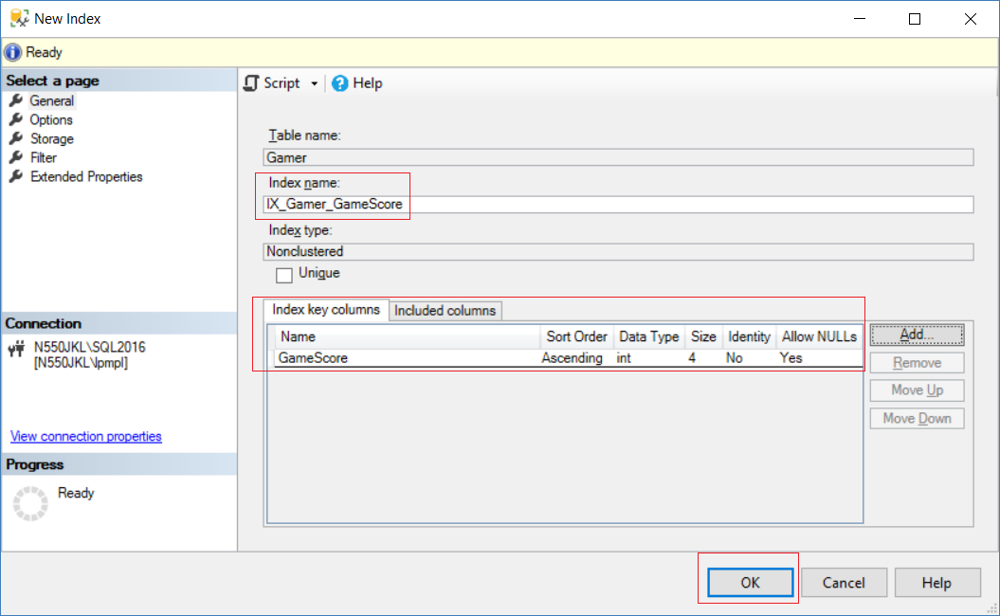 New Index
Ready
Select a page
General
Options
Storage
Filter
Extended Properties
Connection
N550JKL\SQL2016
[N550JKL\lpmpl]
View connection properties
Progress
Ready
Script
Help
Table name:
Gamer
Index name:
IX_Gamer_GameScore
Index type:
Nonclustered
Unique
Index key columns Included columns
Name Sort Order Data Type Size Identity Allow NULLs
GameScore Ascending int 4 No Yes
Add...
Remove
Move Up
Move Down
OK Cancel Help